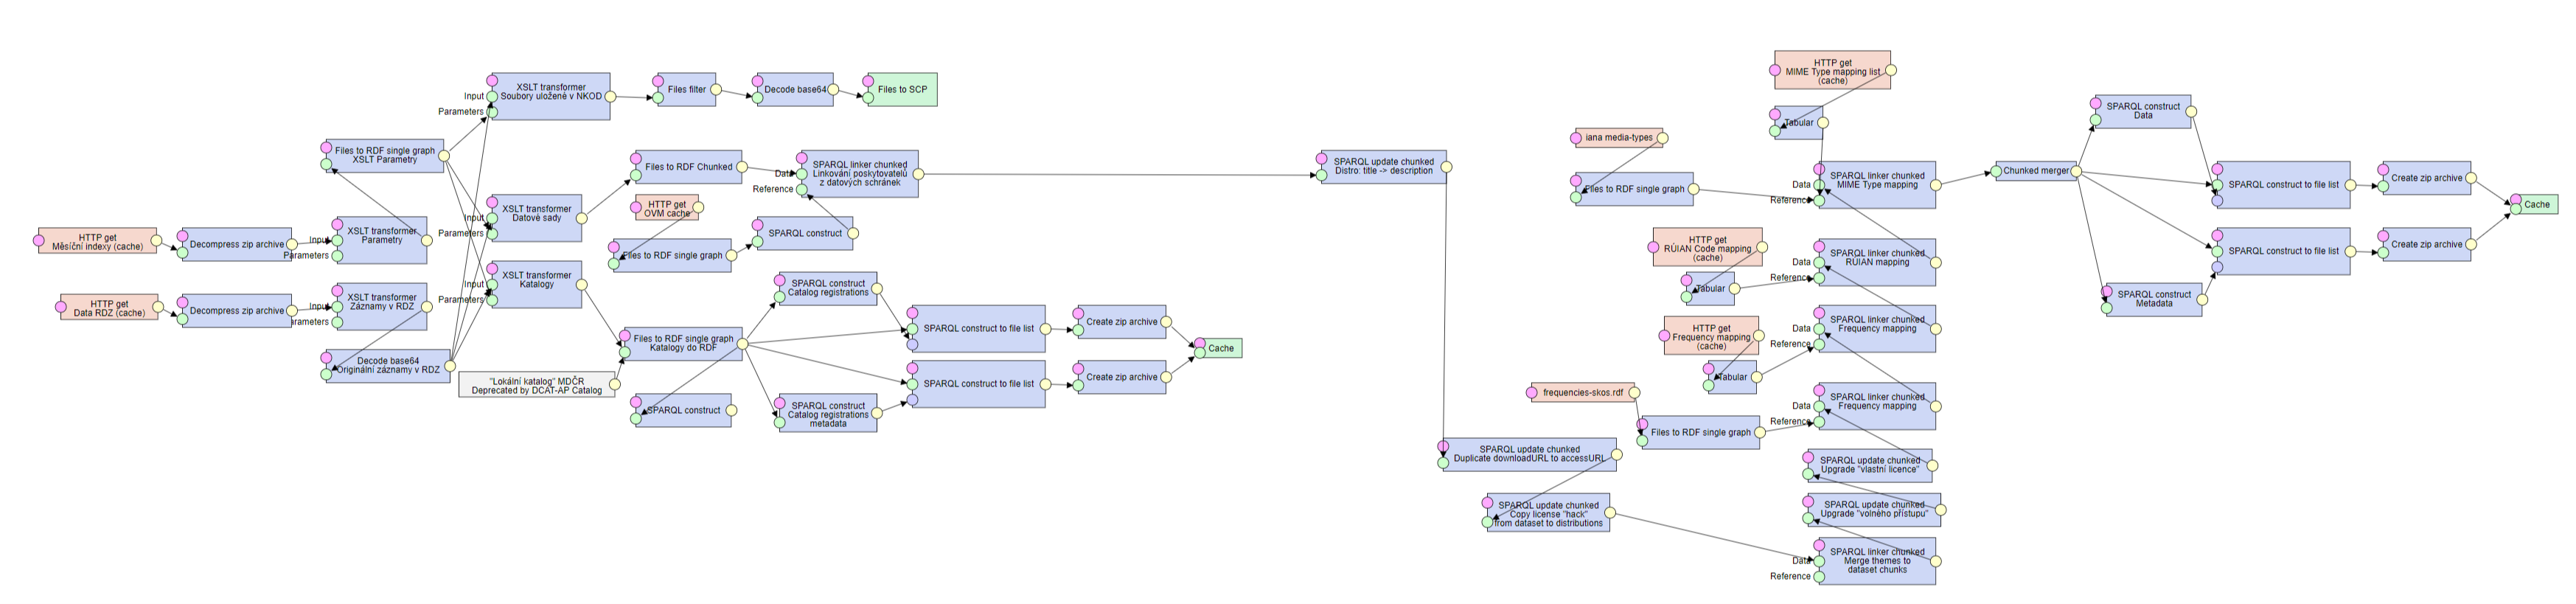 XSLT transformer
Soubory uložené v NKOD
Input
Parameters
Files filter
Decode base64
Files to SCP
Files to RDF single graph
XSLT Parametry
Files to RDF Chunked
SPARQL linker chunked
Linkování poskytovatelů
z datových schránek
Data
Reference
XSLT transformer
Datové sady
Input
Parameters
HTTP get
OVM cache
SPARQL construct
Files to RDF single graph
HTTP get
Měsíční indexy (cache)
Decompress zip archive
Input
Parameters
XSLT transformer
Parametry
XSLT transformer
Katalogy
Input
Parameters
HTTP get
Data RDZ (cache)
Decompress zip archive
Input
Parameters
XSLT transformer
Záznamy v RDZ
Decode base64
Originální záznamy v RDZ
"Lokální katalog" MDČR
Deprecated by DCAT-AP Catalog
Files to RDF single graph
Katalogy do RDF
SPARQL construct
SPARQL construct
Catalog registrations
SPARQL construct
Catalog registrations
metadata
SPARQL construct to file list
Create zip archive
SPARQL construct to file list
Create zip archive
Cache
SPARQL update chunked
Distro: title -> description
SPARQL update chunked
Duplicate downloadURL to accessURL
SPARQL update chunked
Copy license "hack"
from dataset to distributions
HTTP get
MIME Type mapping list
(cache)
Tabular
iana media-types
Files to RDF single graph
SPARQL linker chunked
MIME Type mapping
Data
Reference
HTTP get
RÚIAN Code mapping
(cache)
Tabular
SPARQL linker chunked
RÚIAN mapping
Data
Reference
HTTP get
Frequency mapping
(cache)
Tabular
SPARQL linker chunked
Frequency mapping
Data
Reference
frequencies-skos.rdf
Files to RDF single graph
SPARQL linker chunked
Frequency mapping
Data
Reference
SPARQL update chunked
Upgrade "vlastní licence"
SPARQL update chunked
Upgrade "volného přístupu"
SPARQL linker chunked
Merge themes to
dataset chunks
Data
Reference
Chunked merger
SPARQL construct
Data
SPARQL construct to file list
Create zip archive
SPARQL construct to file list
Create zip archive
SPARQL construct
Metadata
Cache